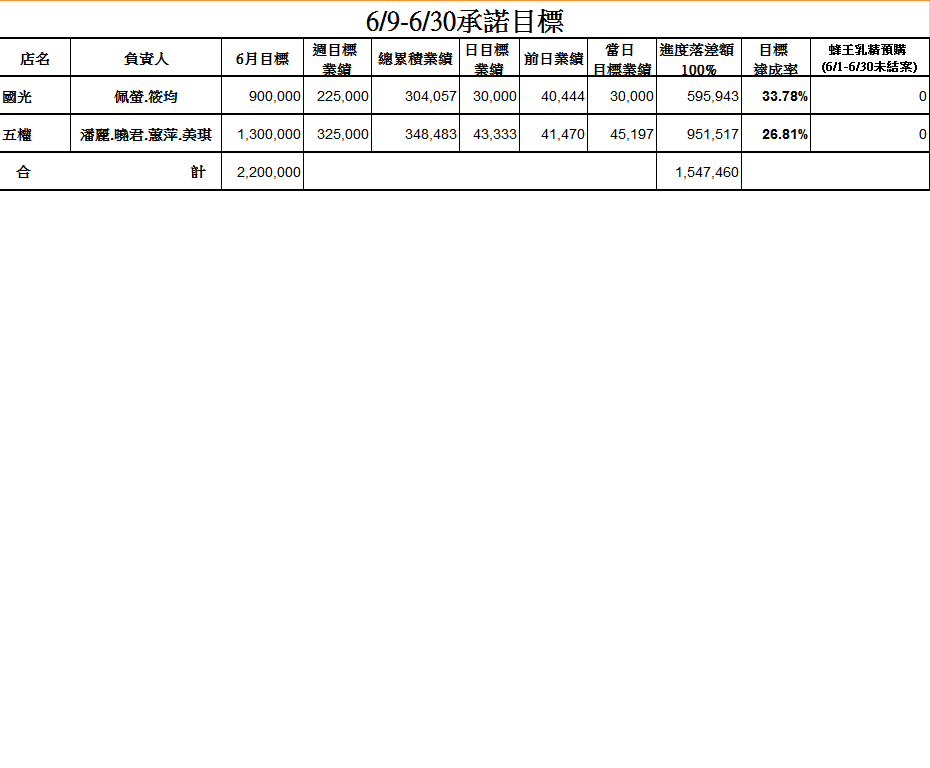 6/9-6/30承諾目標
店名 負責人 6月目標 週目標業績 總累積業績 日目標業績 前日業績 當日目標業績 進度落差額100% 目標達成率 蜂王乳精預購(6/1-6/30未結案)
國光 佩螢.筱均 900,000 225,000 304,057 30,000 40,444 30,000 595,943 33.78% 0
五權 潘麗.曉君.蕙萍.美琪 1,300,000 325,000 348,483 43,333 41,470 45,197 951,517 26.81% 0
合 計 2,200,000 1,547,460